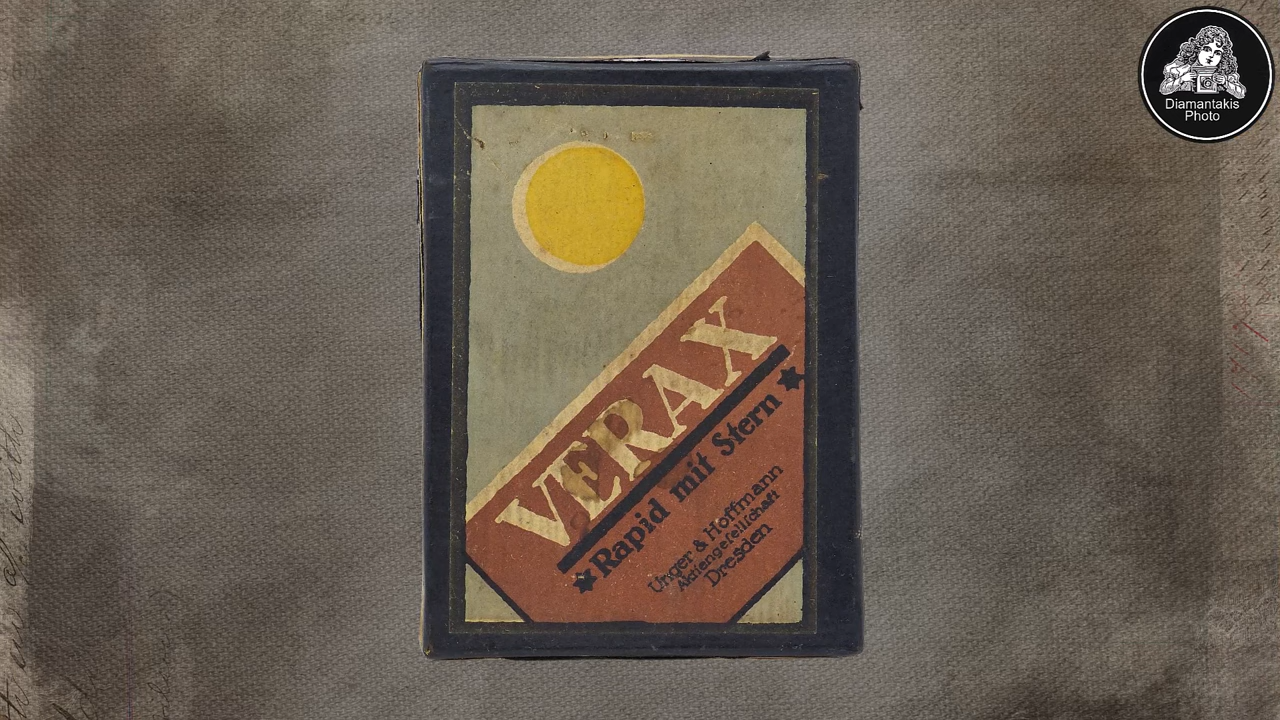 Diamantakis
Photo
VERAX
Rapid mit Stern
Unger & Hoffmann
Aktiengeſellſchaft
Dresden